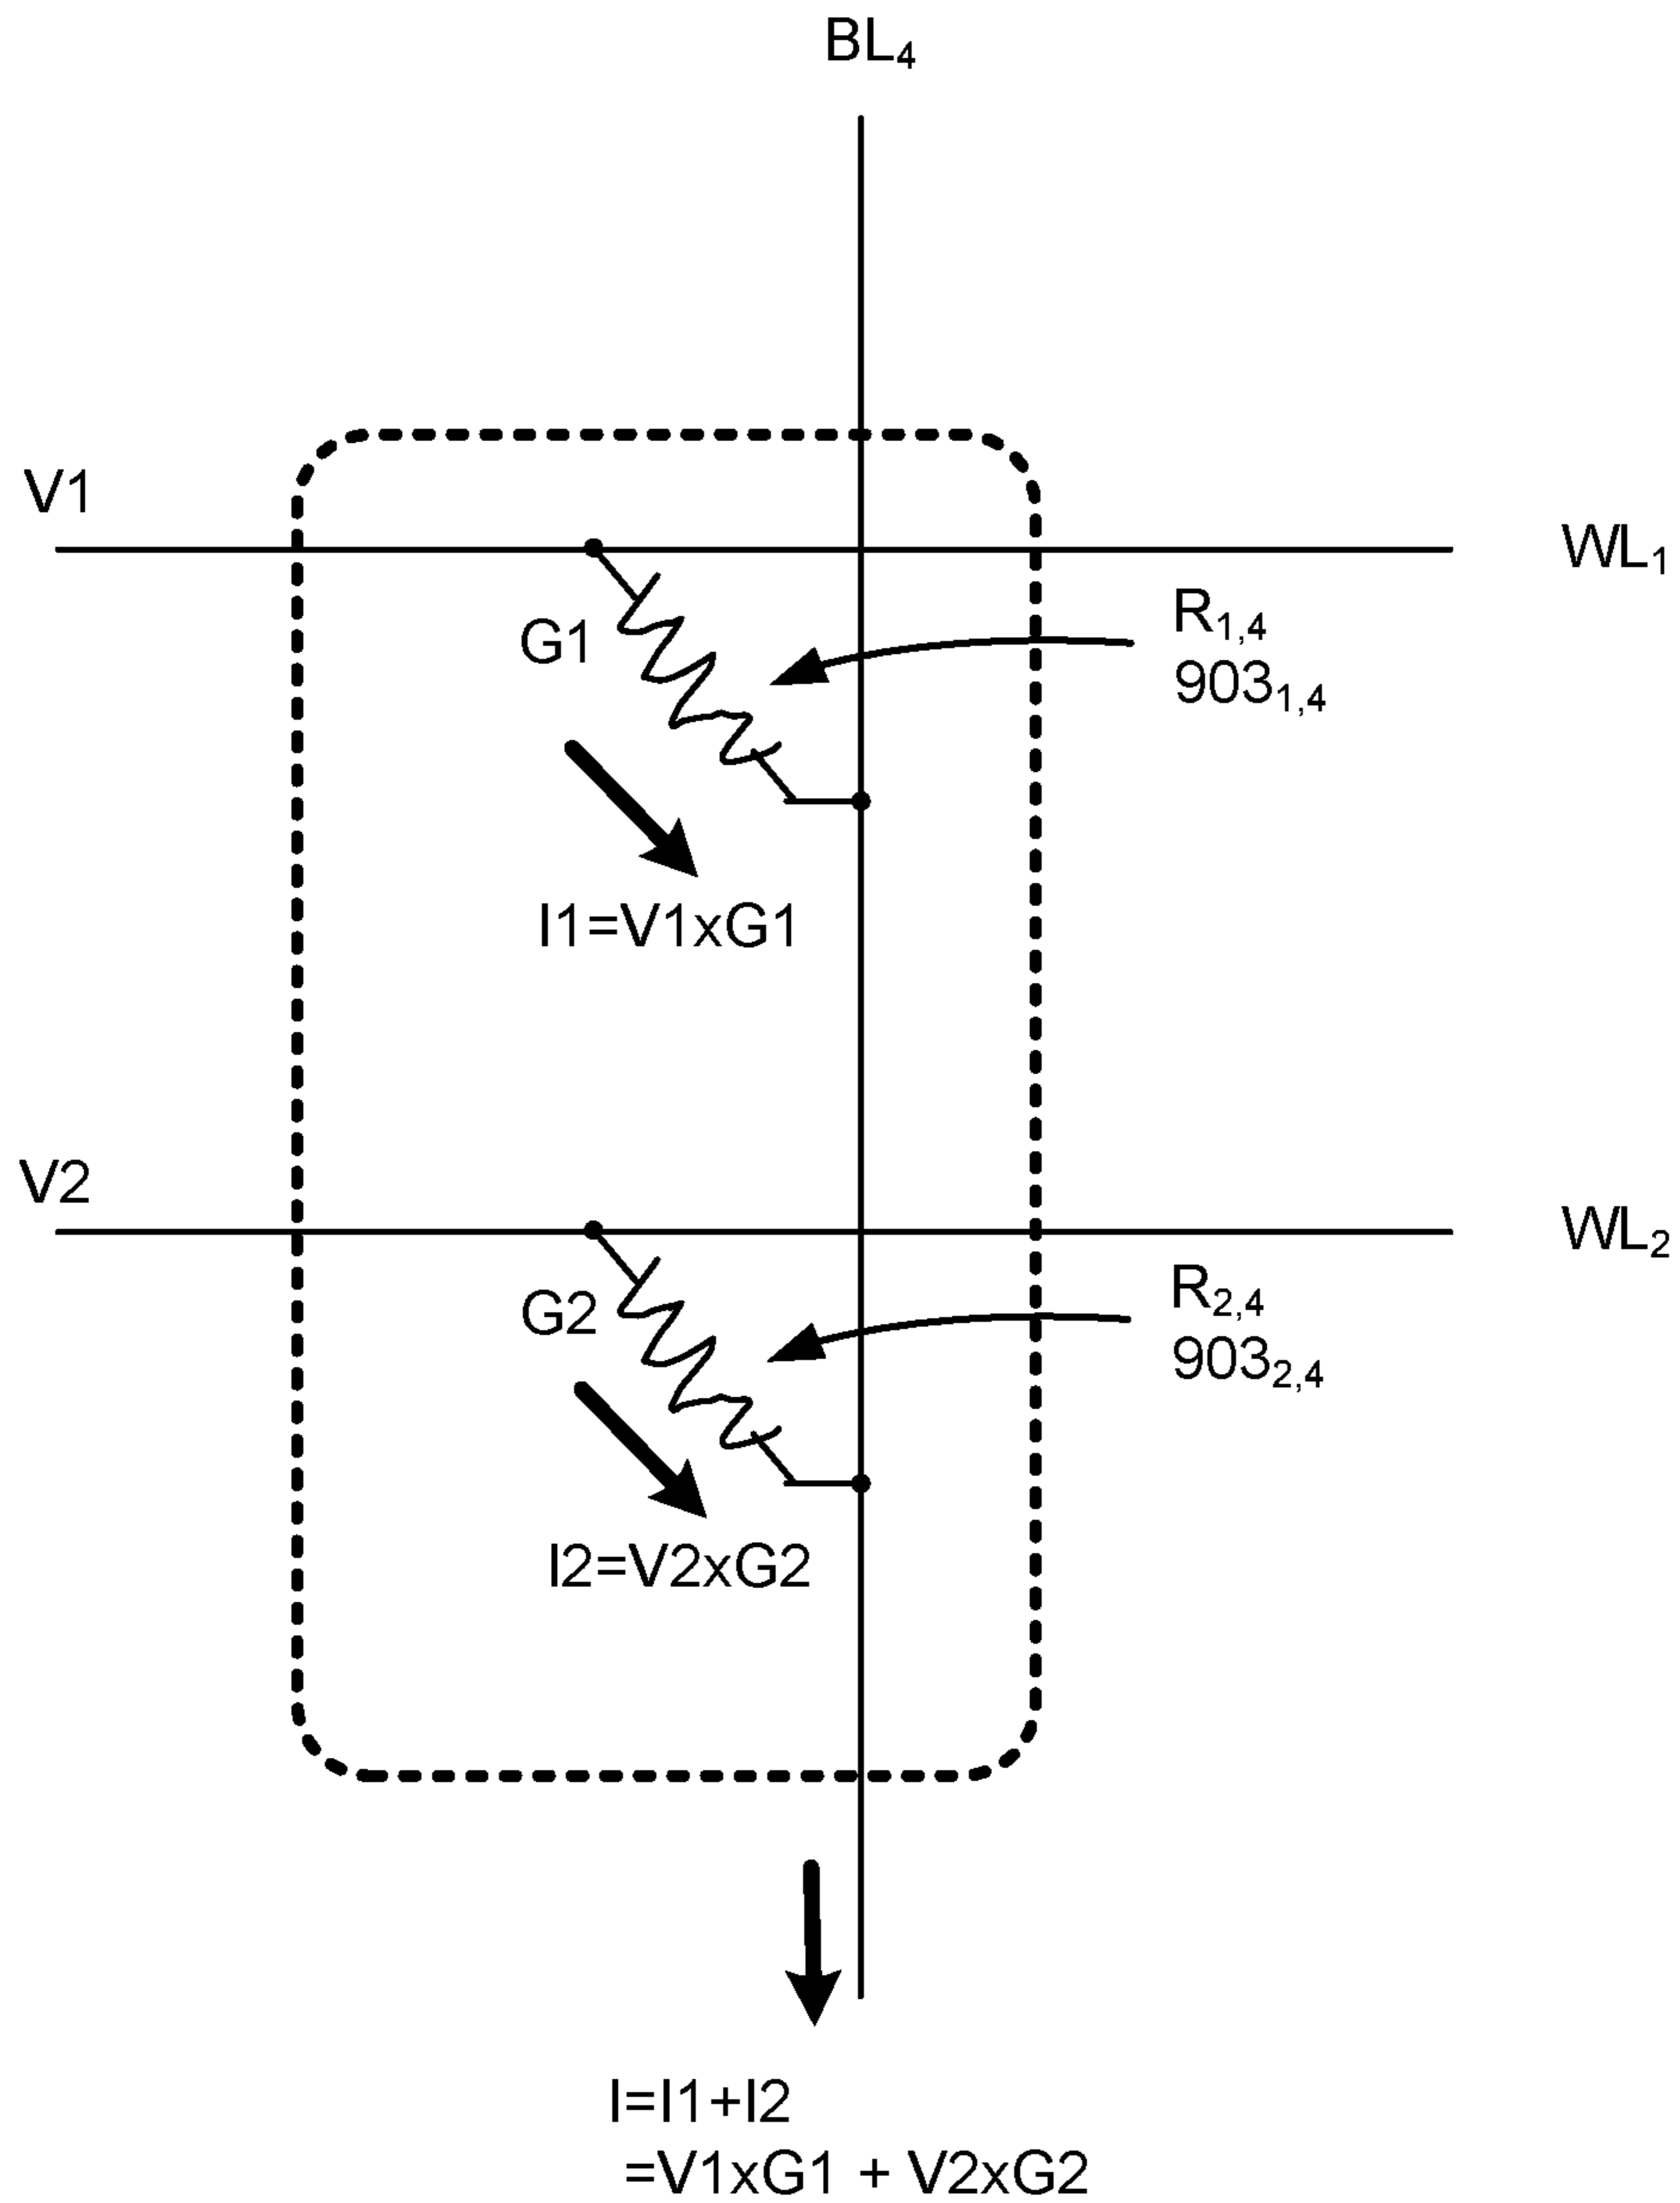 BL₄
V1
WL₁
G1
R₁,₄
903₁,₄
I1=V1xG1
V2
WL₂
G2
R₂,₄
903₂,₄
I2=V2xG2
I=I1+I2
=V1xG1 + V2xG2